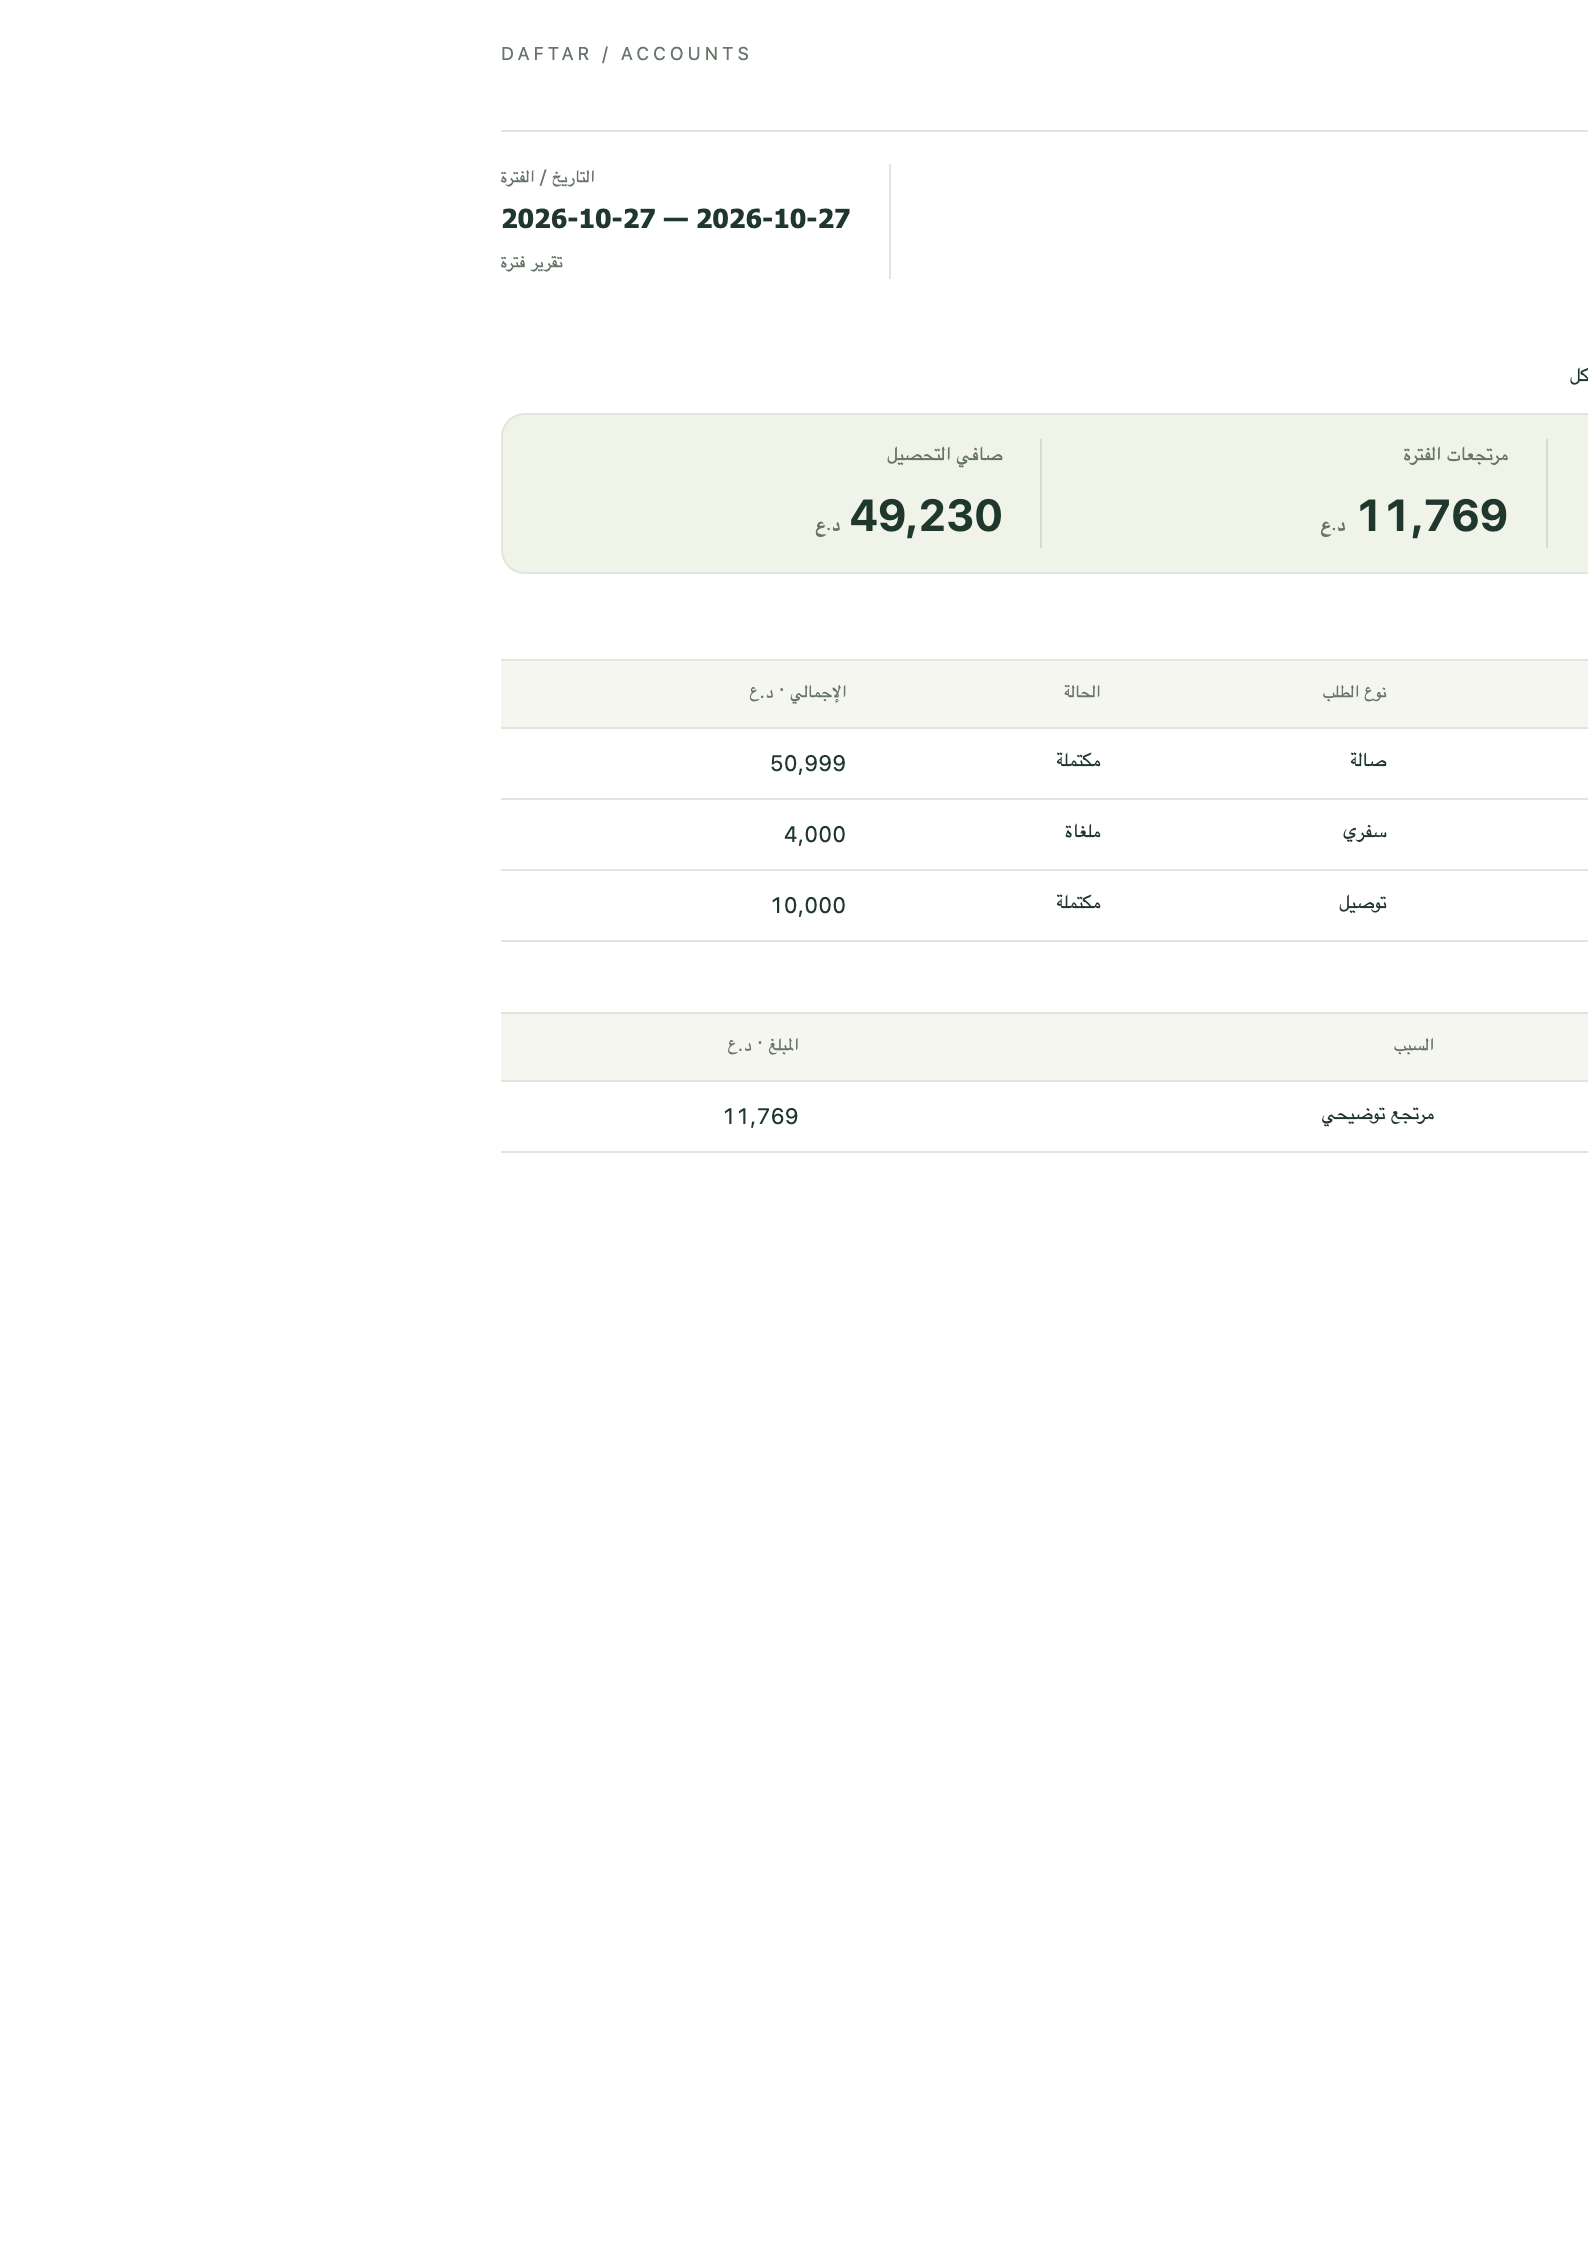 DAFTAR / ACCOUNTS
التاريخ / الفترة
2026-10-27 — 2026-10-27
تقرير فترة
مرتجعات الفترة صافي التحصيل
11,769 د.ع 49,230 د.ع
نوع الطلب الحالة الإجمالي · د.ع
صالة مكتملة 50,999
سفري ملغاة 4,000
توصيل مكتملة 10,000
السبب المبلغ · د.ع
مرتجع توضيحي 11,769